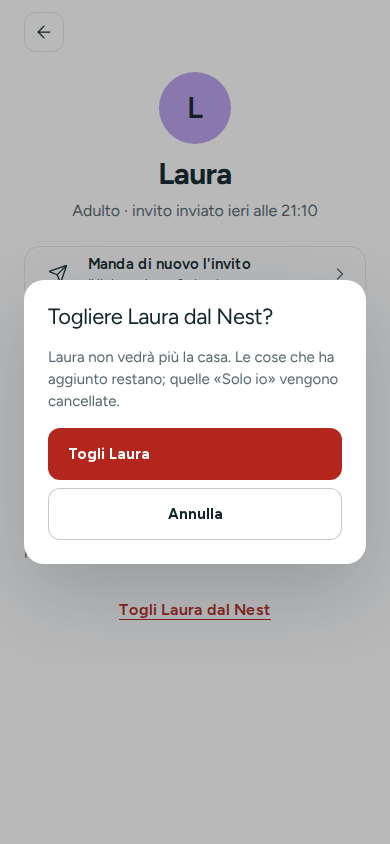 L
Laura
Adulto · invito inviato ieri alle 21:10
Manda di nuovo l'invito
Togliere Laura dal Nest?
Laura non vedrà più la casa. Le cose che ha
aggiunto restano; quelle «Solo io» vengono
cancellate.
Togli Laura
Annulla
Togli Laura dal Nest